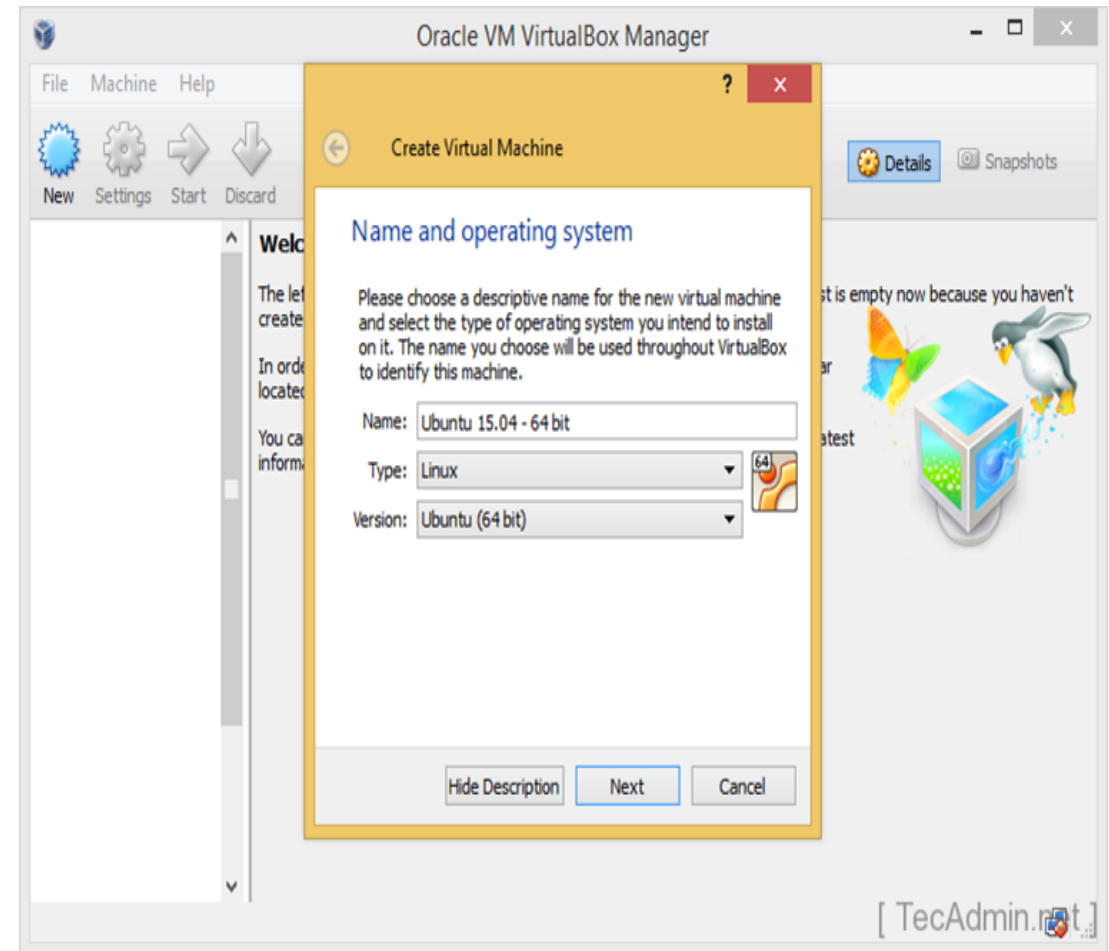 Oracle VM VirtualBox Manager
File Machine Help
?
x
Create Virtual Machine
New Settings Start Discard
Details Snapshots
Name and operating system
Please choose a descriptive name for the new virtual machine
and select the type of operating system you intend to install
on it. The name you choose will be used throughout VirtualBox
to identify this machine.
Name: Ubuntu 15.04 - 64 bit
Type: Linux
64
Version: Ubuntu (64 bit)
Hide Description Next Cancel
Welc
The lef
st is empty now because you haven't
create
In orde
ar
located
You ca
atest
informa
[ TecAdmin.net ]